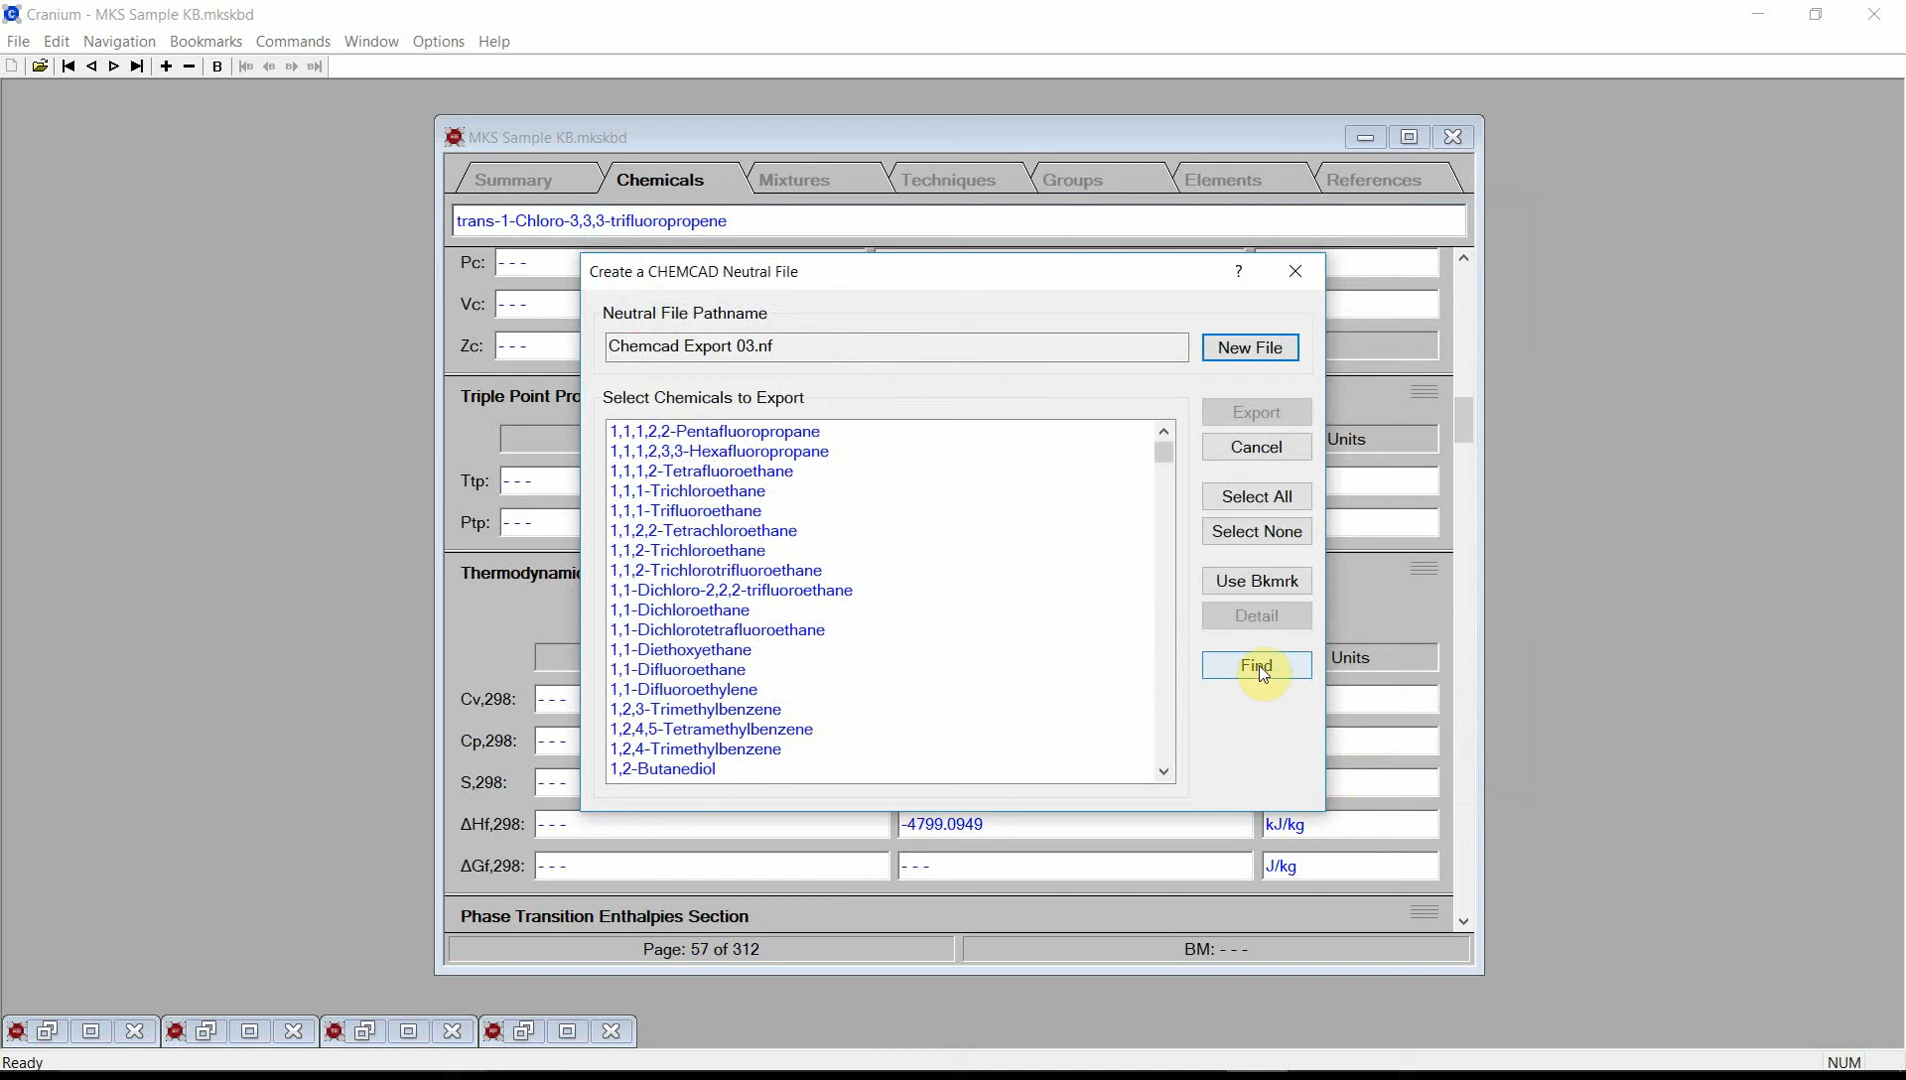 Cranium - MKS Sample KB.mkskbd
File Edit Navigation Bookmarks Commands Window Options Help
B
MKS Sample KB.mkskbd
Summary Chemicals Mixtures Techniques Groups Elements References
trans-1-Chloro-3,3,3-trifluoropropene
Pc: - - -
Vc: - - -
Zc: - - -
Triple Point Pro
Units
Ttp: - - -
Ptp: - - -
Thermodynamic
Units
Cv,298: - - -
Cp,298: - - -
S,298: - - -
ΔHf,298: - - - -4799.0949 kJ/kg
ΔGf,298: - - - - - - J/kg
Phase Transition Enthalpies Section
Page: 57 of 312 BM: - - -
Create a CHEMCAD Neutral File ?
Neutral File Pathname
Chemcad Export 03.nf New File
Select Chemicals to Export
1,1,1,2,2-Pentafluoropropane
1,1,1,2,3,3-Hexafluoropropane
1,1,1,2-Tetrafluoroethane
1,1,1-Trichloroethane
1,1,1-Trifluoroethane
1,1,2,2-Tetrachloroethane
1,1,2-Trichloroethane
1,1,2-Trichlorotrifluoroethane
1,1-Dichloro-2,2,2-trifluoroethane
1,1-Dichloroethane
1,1-Dichlorotetrafluoroethane
1,1-Diethoxyethane
1,1-Difluoroethane
1,1-Difluoroethylene
1,2,3-Trimethylbenzene
1,2,4,5-Tetramethylbenzene
1,2,4-Trimethylbenzene
1,2-Butanediol
Export
Cancel
Select All
Select None
Use Bkmrk
Detail
Find
Ready NUM